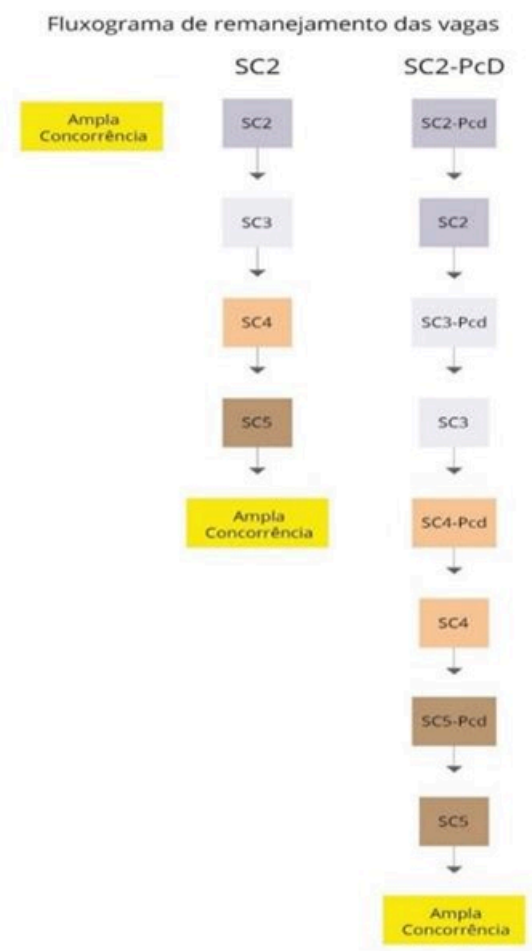 Fluxograma de remanejamento das vagas
SC2
SC2-PcD
Ampla
Concorrência
SC2
SC3
SC4
SC5
Ampla
Concorrência
SC2-Pcd
SC2
SC3-Pcd
SC3
SC4-Pcd
SC4
SC5-Pcd
SC5
Ampla
Concorrência